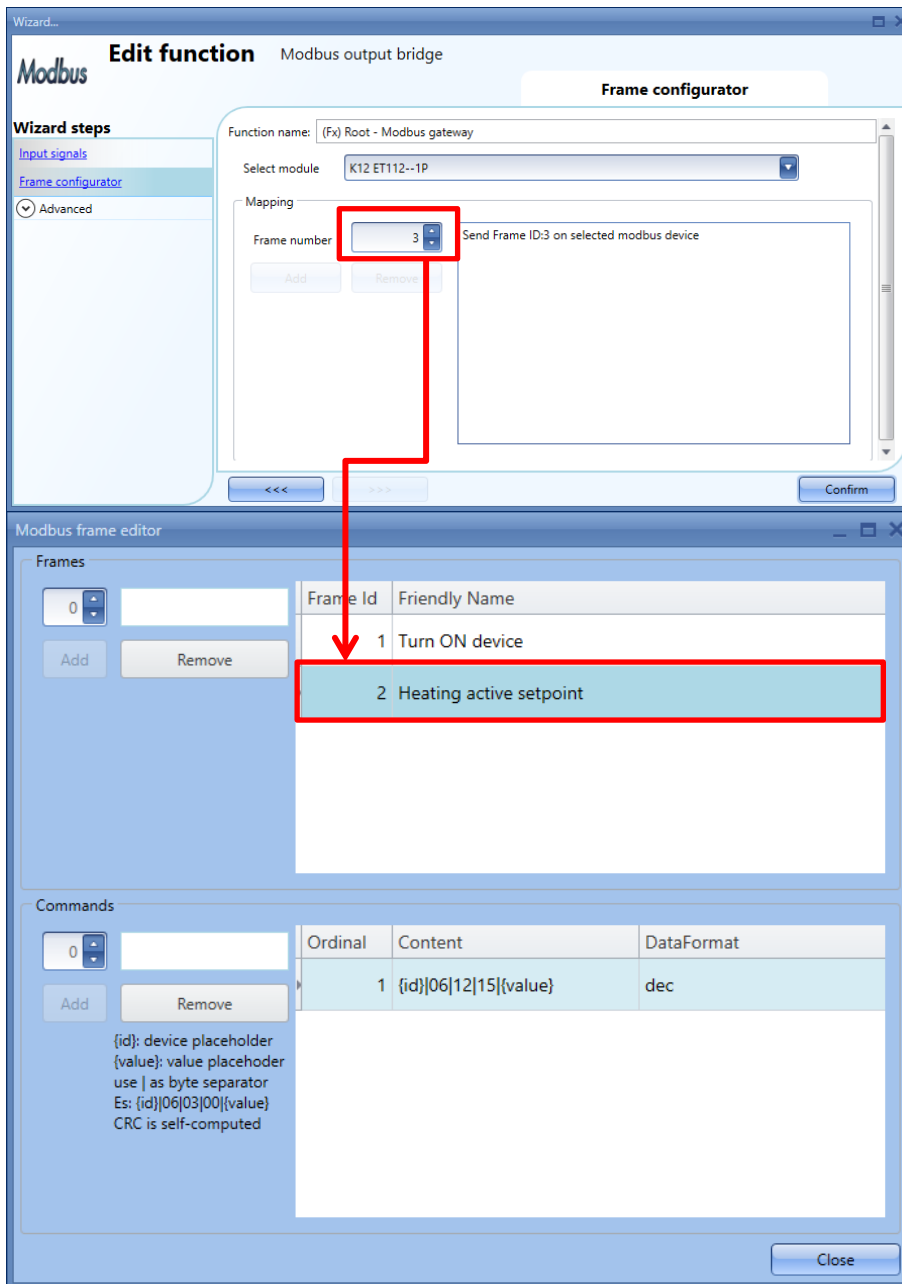 Wizard...
Modbus
Edit function
Modbus output bridge
Frame configurator
Wizard steps
Input signals
Frame configurator
Advanced
Function name:
(Fx) Root - Modbus gateway
Select module
K12 ET112--1P
Mapping
Frame number
3
Send Frame ID:3 on selected modbus device
Add
Remove
<<<
>>>
Confirm
Modbus frame editor
Frames
0
Add
Remove
Frame Id
Friendly Name
1
Turn ON device
2
Heating active setpoint
Commands
0
Add
Remove
{id}: device placeholder
{value}: value placehoder
use | as byte separator
Es: {id}|06|03|00|{value}
CRC is self-computed
Ordinal
Content
DataFormat
1
{id}|06|12|15|{value}
dec
Close